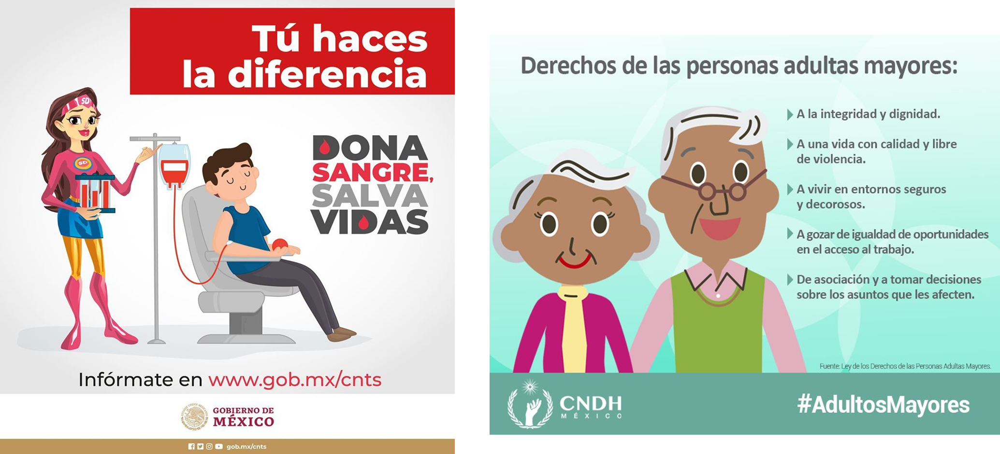 Tú haces
la diferencia
SD
SD
DONA
SANGRE,
SALVA
VIDAS
Infórmate en www.gob.mx/cnts
ESTADOS UNIDOS MEXICANOS
GOBIERNO DE
MÉXICO
gob.mx/cnts
Derechos de las personas adultas mayores:
A la integridad y dignidad.
A una vida con calidad y libre
de violencia.
A vivir en entornos seguros
y decorosos.
A gozar de igualdad de oportunidades
en el acceso al trabajo.
De asociación y a tomar decisiones
sobre los asuntos que les afecten.
Fuente: Ley de los Derechos de las Personas Adultas Mayores.
CNDH
MÉXICO
#AdultosMayores